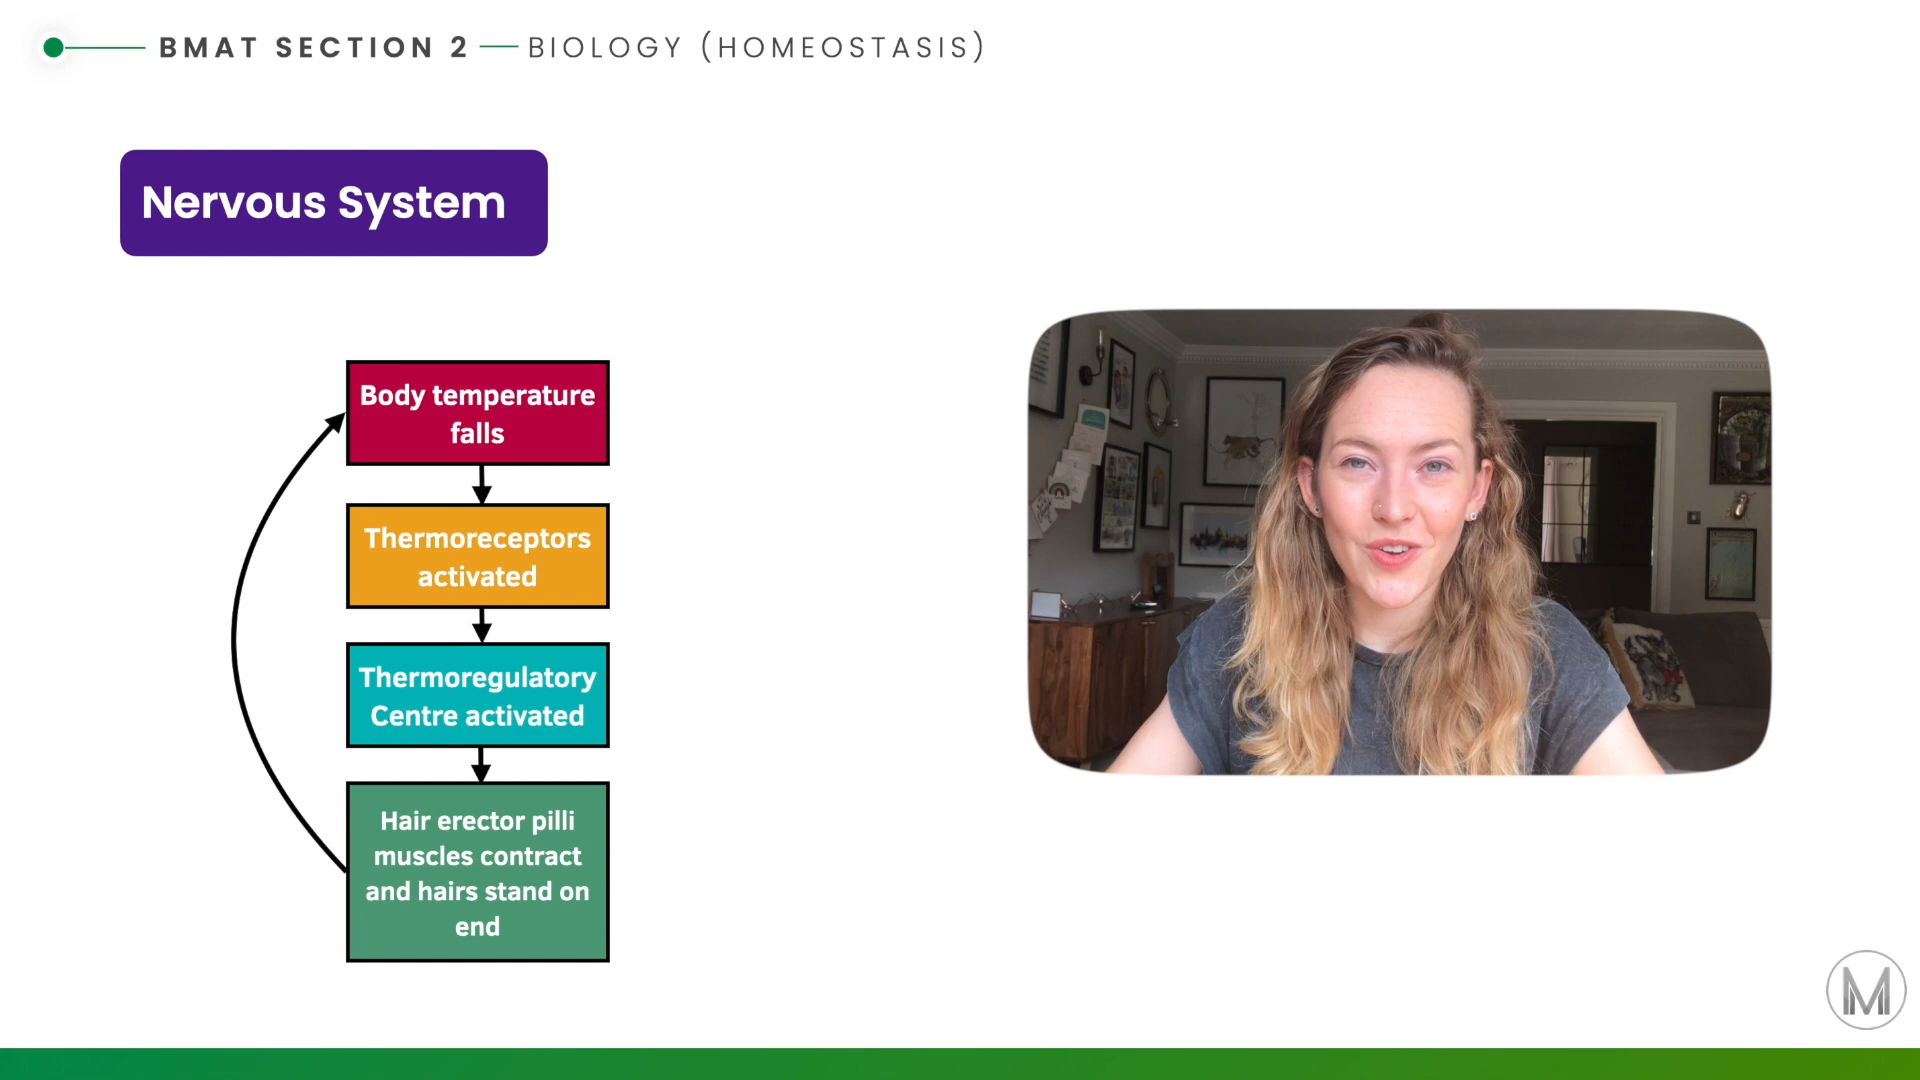 BMAT SECTION 2 — BIOLOGY (HOMEOSTASIS)
Nervous System
Body temperature
falls
Thermoreceptors
activated
Thermoregulatory
Centre activated
Hair erector pilli
muscles contract
and hairs stand on
end
M